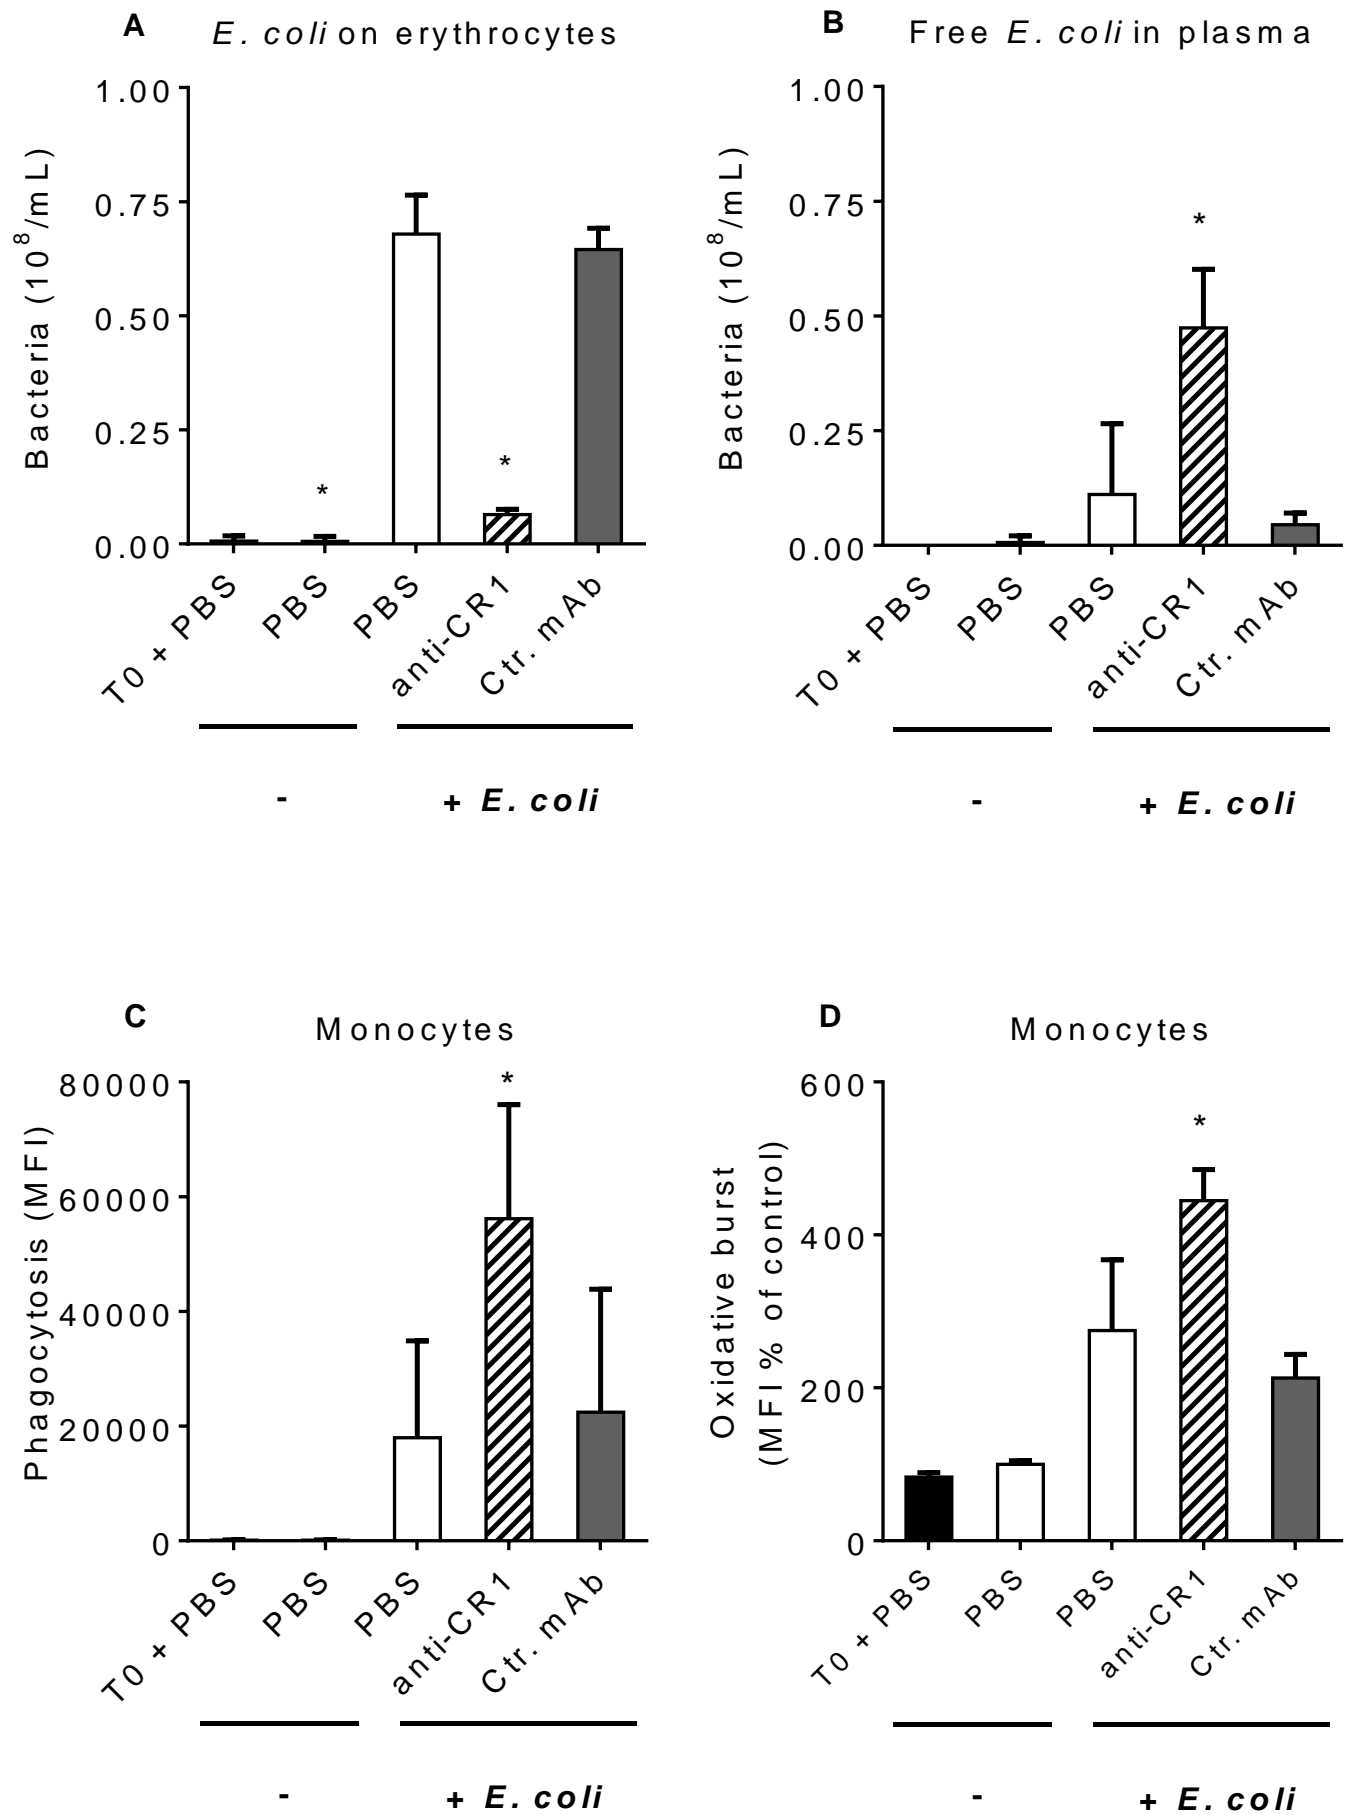 A
E. coli on erythrocytes
Bacteria (10⁸/mL)
1.00
0.75
0.50
0.25
0.00
*
*
T0 + PBS
PBS
PBS
anti-CR1
Ctr. mAb
-
+ E. coli
B
Free E. coli in plasma
Bacteria (10⁸/mL)
1.00
0.75
0.50
0.25
0.00
*
T0 + PBS
PBS
PBS
anti-CR1
Ctr. mAb
-
+ E. coli
C
Monocytes
Phagocytosis (MFI)
80000
60000
40000
20000
0
*
T0 + PBS
PBS
PBS
anti-CR1
Ctr. mAb
-
+ E. coli
D
Monocytes
Oxidative burst
(MFI % of control)
600
400
200
0
*
T0 + PBS
PBS
PBS
anti-CR1
Ctr. mAb
-
+ E. coli